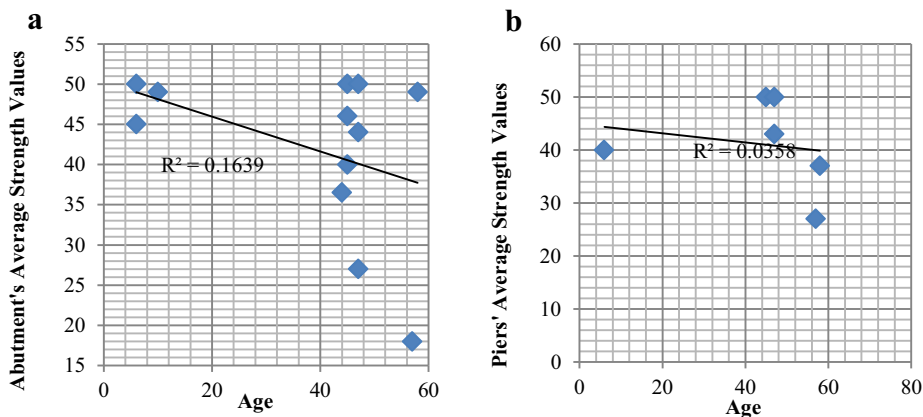 a
Abutment's Average Strength Values
55
50
45
40
35
30
25
20
15
R² = 0.1639
0 20 40 60
Age
b
Piers' Average Strength Values
60
50
40
30
20
10
0
R² = 0.0358
0 20 40 60 80
Age